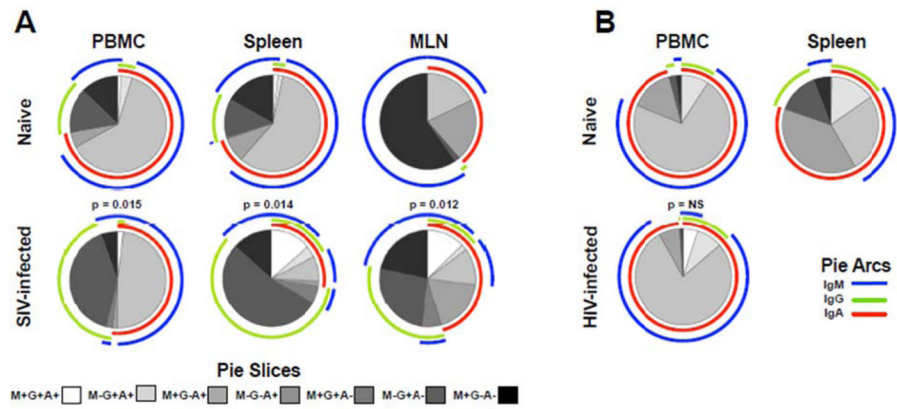 A
B
PBMC Spleen MLN
PBMC Spleen
Naive
Naive
p = 0.015 p = 0.014 p = 0.012
p = NS
SIV-infected
HIV-infected
Pie Arcs
IgM
IgG
IgA
Pie Slices
M+G+A+ M-G+A+ M+G-A+ M-G-A+ M+G+A- M-G+A- M+G-A-